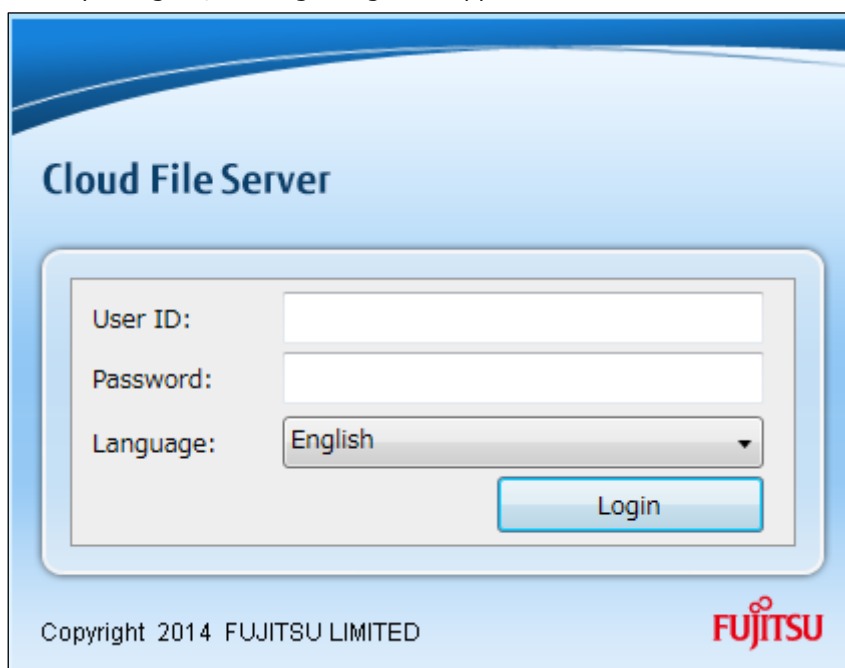 Cloud File Server
User ID:
Password:
Language: English
Login
Copyright 2014 FUJITSU LIMITED
FUJITSU